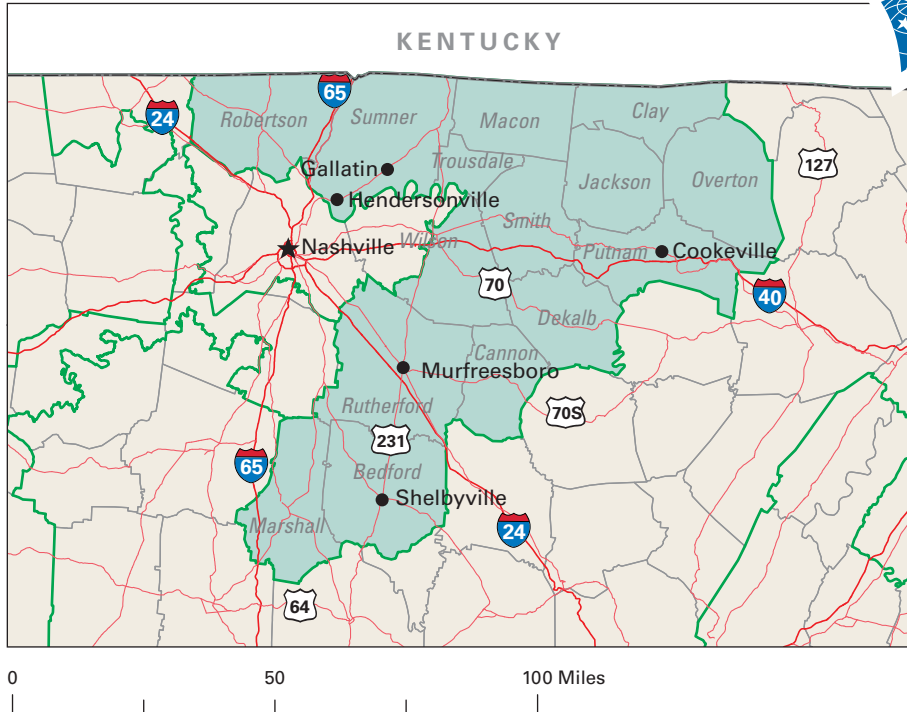 KENTUCKY
65
24
Robertson
Sumner
Macon
Clay
127
Gallatin
Trousdale
Jackson
Overton
Hendersonville
Smith
Nashville
Wilson
Putnam
Cookeville
70
40
Dekalb
Cannon
Murfreesboro
Rutherford
70S
231
65
Bedford
Shelbyville
Marshall
24
64
0 50 100 Miles